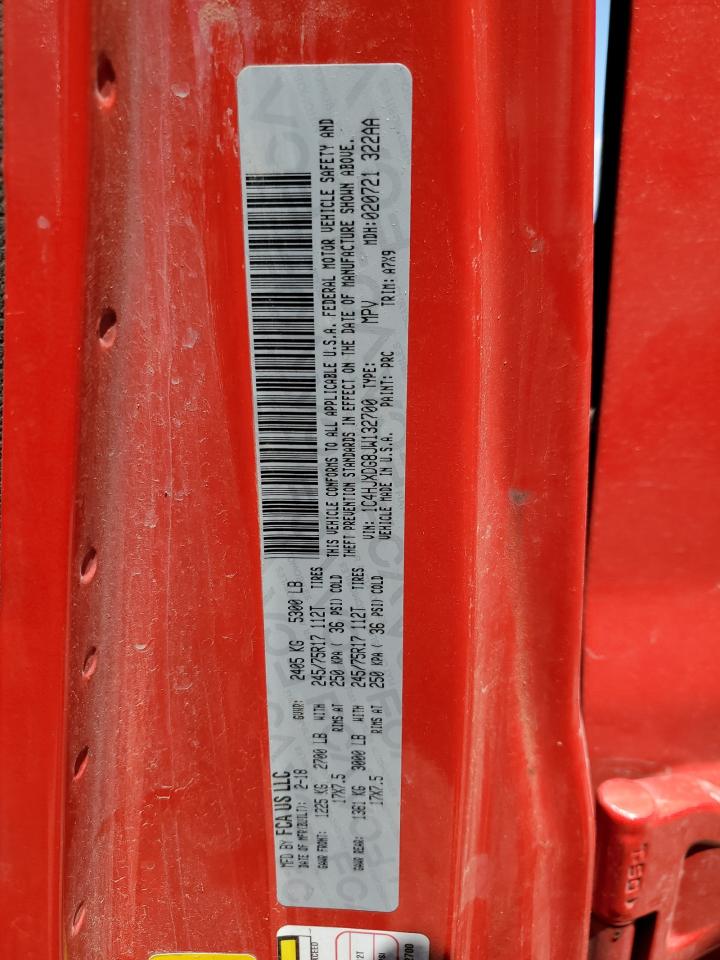 MFD BY FCA US LLC
DATE OF MFR(BUILT): 2-18 GVWR: 2405 KG 5300 LB
GAWR FRONT: 1225 KG 2700 LB WITH 245/75R17 112T TIRES
17X7.5 RIMS AT 250 KPA ( 36 PSI) COLD
GAWR REAR: 1361 KG 3000 LB WITH 245/75R17 112T TIRES
17X7.5 RIMS AT 250 KPA ( 36 PSI) COLD
THIS VEHICLE CONFORMS TO ALL APPLICABLE U.S.A. FEDERAL MOTOR VEHICLE SAFETY AND
THEFT PREVENTION STANDARDS IN EFFECT ON THE DATE OF MANUFACTURE SHOWN ABOVE.
VIN: 1C4HJXDG8JW132700 TYPE: MPV MDH:020721 322AA
VEHICLE MADE IN U.S.A. PAINT: PRC TRIM: A7X9